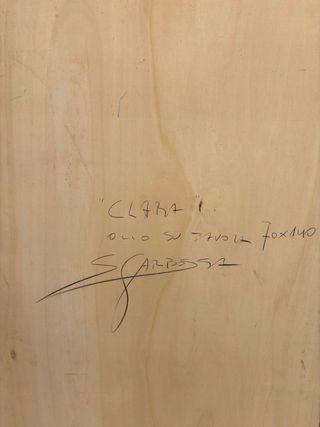 "CLARA"
OLIO SU TAVOLA 70X140